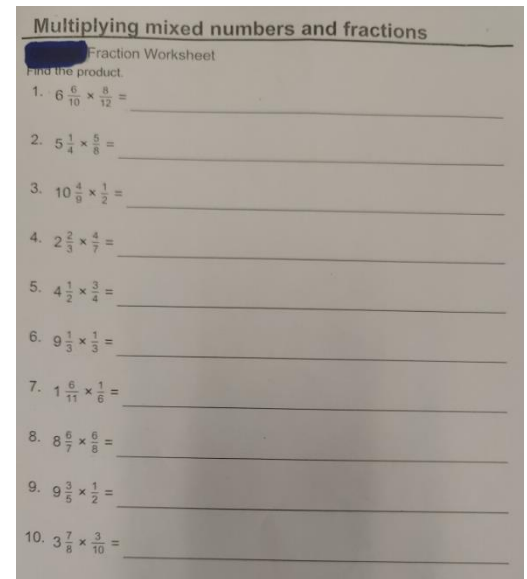 Multiplying mixed numbers and fractions
Fraction Worksheet
Find the product.
1. 6 6/10 × 8/12 =
2. 5 1/4 × 5/8 =
3. 10 4/9 × 1/2 =
4. 2 2/3 × 4/7 =
5. 4 1/2 × 3/4 =
6. 9 1/3 × 1/3 =
7. 1 6/11 × 1/6 =
8. 8 6/7 × 6/8 =
9. 9 3/5 × 1/2 =
10. 3 7/8 × 3/10 =